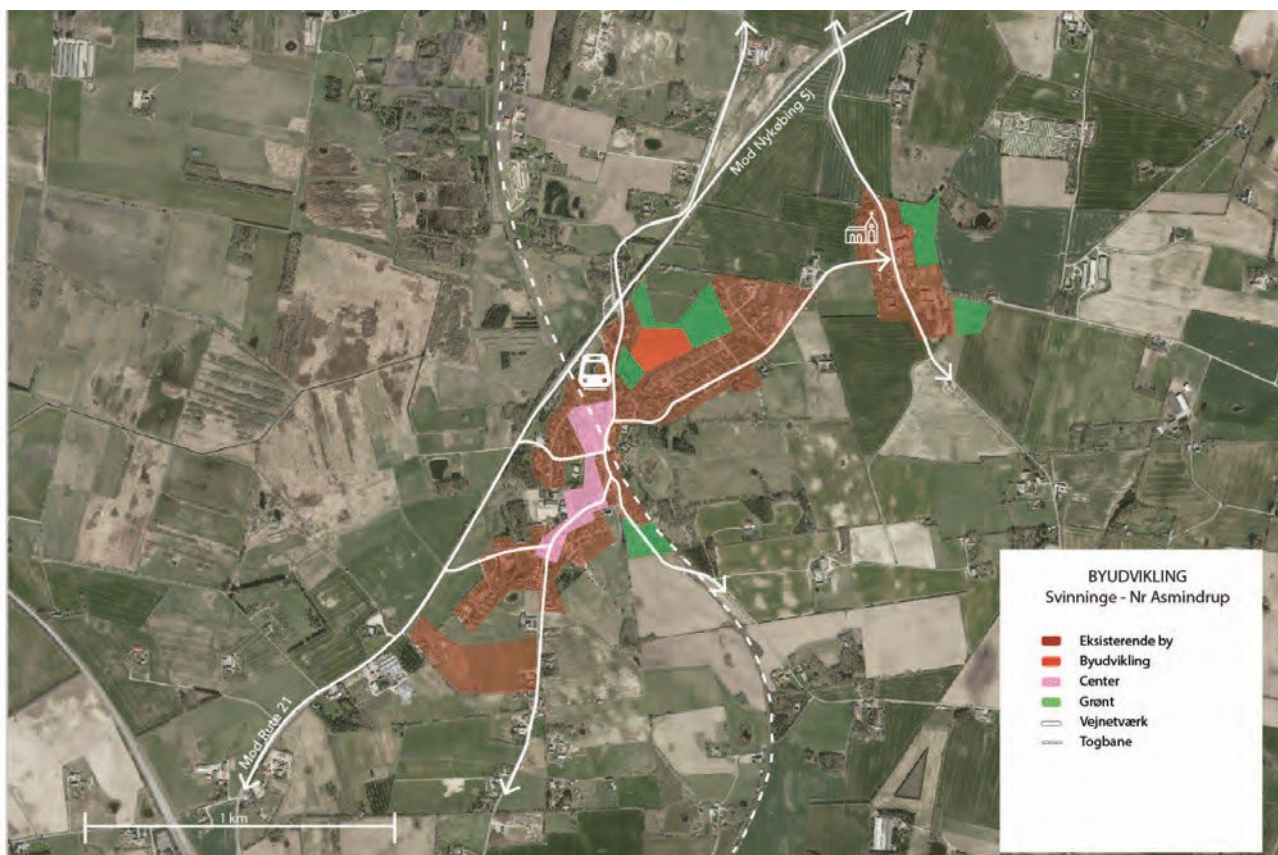 Mod Nykøbing Sj
Mod Rute 21
1 km
BYUDVIKLING
Svinninge - Nr Asmindrup
Eksisterende by
Byudvikling
Center
Grønt
Vejnetværk
Togbane